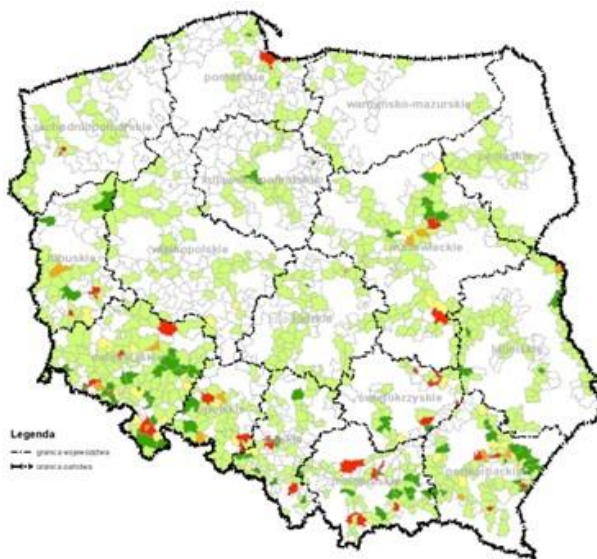 pomorskie
warmińsko-mazurskie
zachodniopomorskie
podlaskie
kujawsko-pomorskie
mazowieckie
wielkopolskie
lubuskie
łódzkie
lubelskie
dolnośląskie
świętokrzyskie
opolskie
śląskie
Legenda
granica województwa
granica państwa
podkarpackie
małopolskie